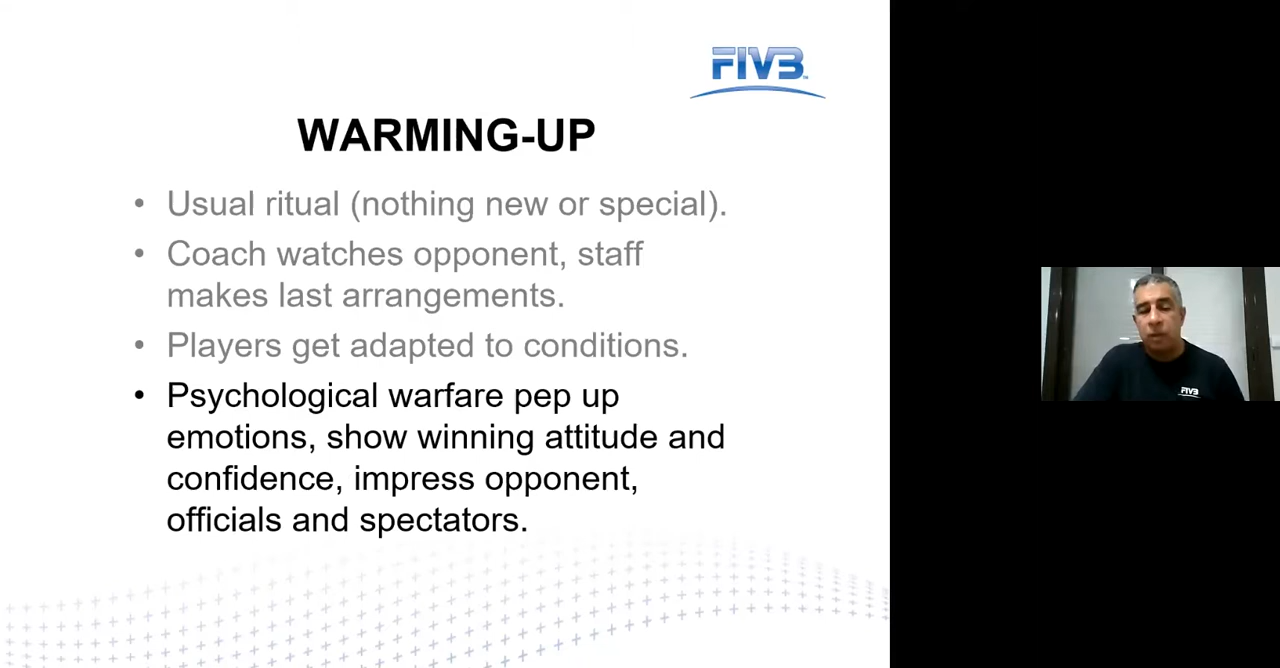 FIVB
WARMING-UP
• Usual ritual (nothing new or special).
• Coach watches opponent, staff
makes last arrangements.
• Players get adapted to conditions.
• Psychological warfare pep up
emotions, show winning attitude and
confidence, impress opponent,
officials and spectators.
FIVB